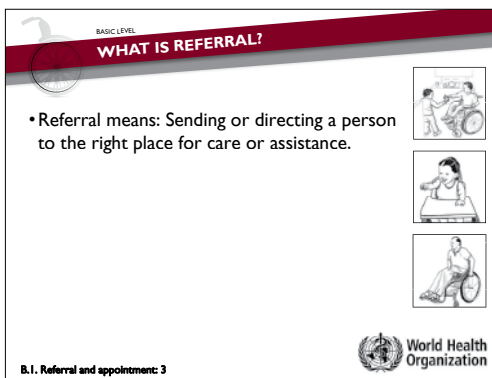 BASIC LEVEL
WHAT IS REFERRAL?
• Referral means: Sending or directing a person
to the right place for care or assistance.
World Health
Organization
B.1. Referral and appointment: 3